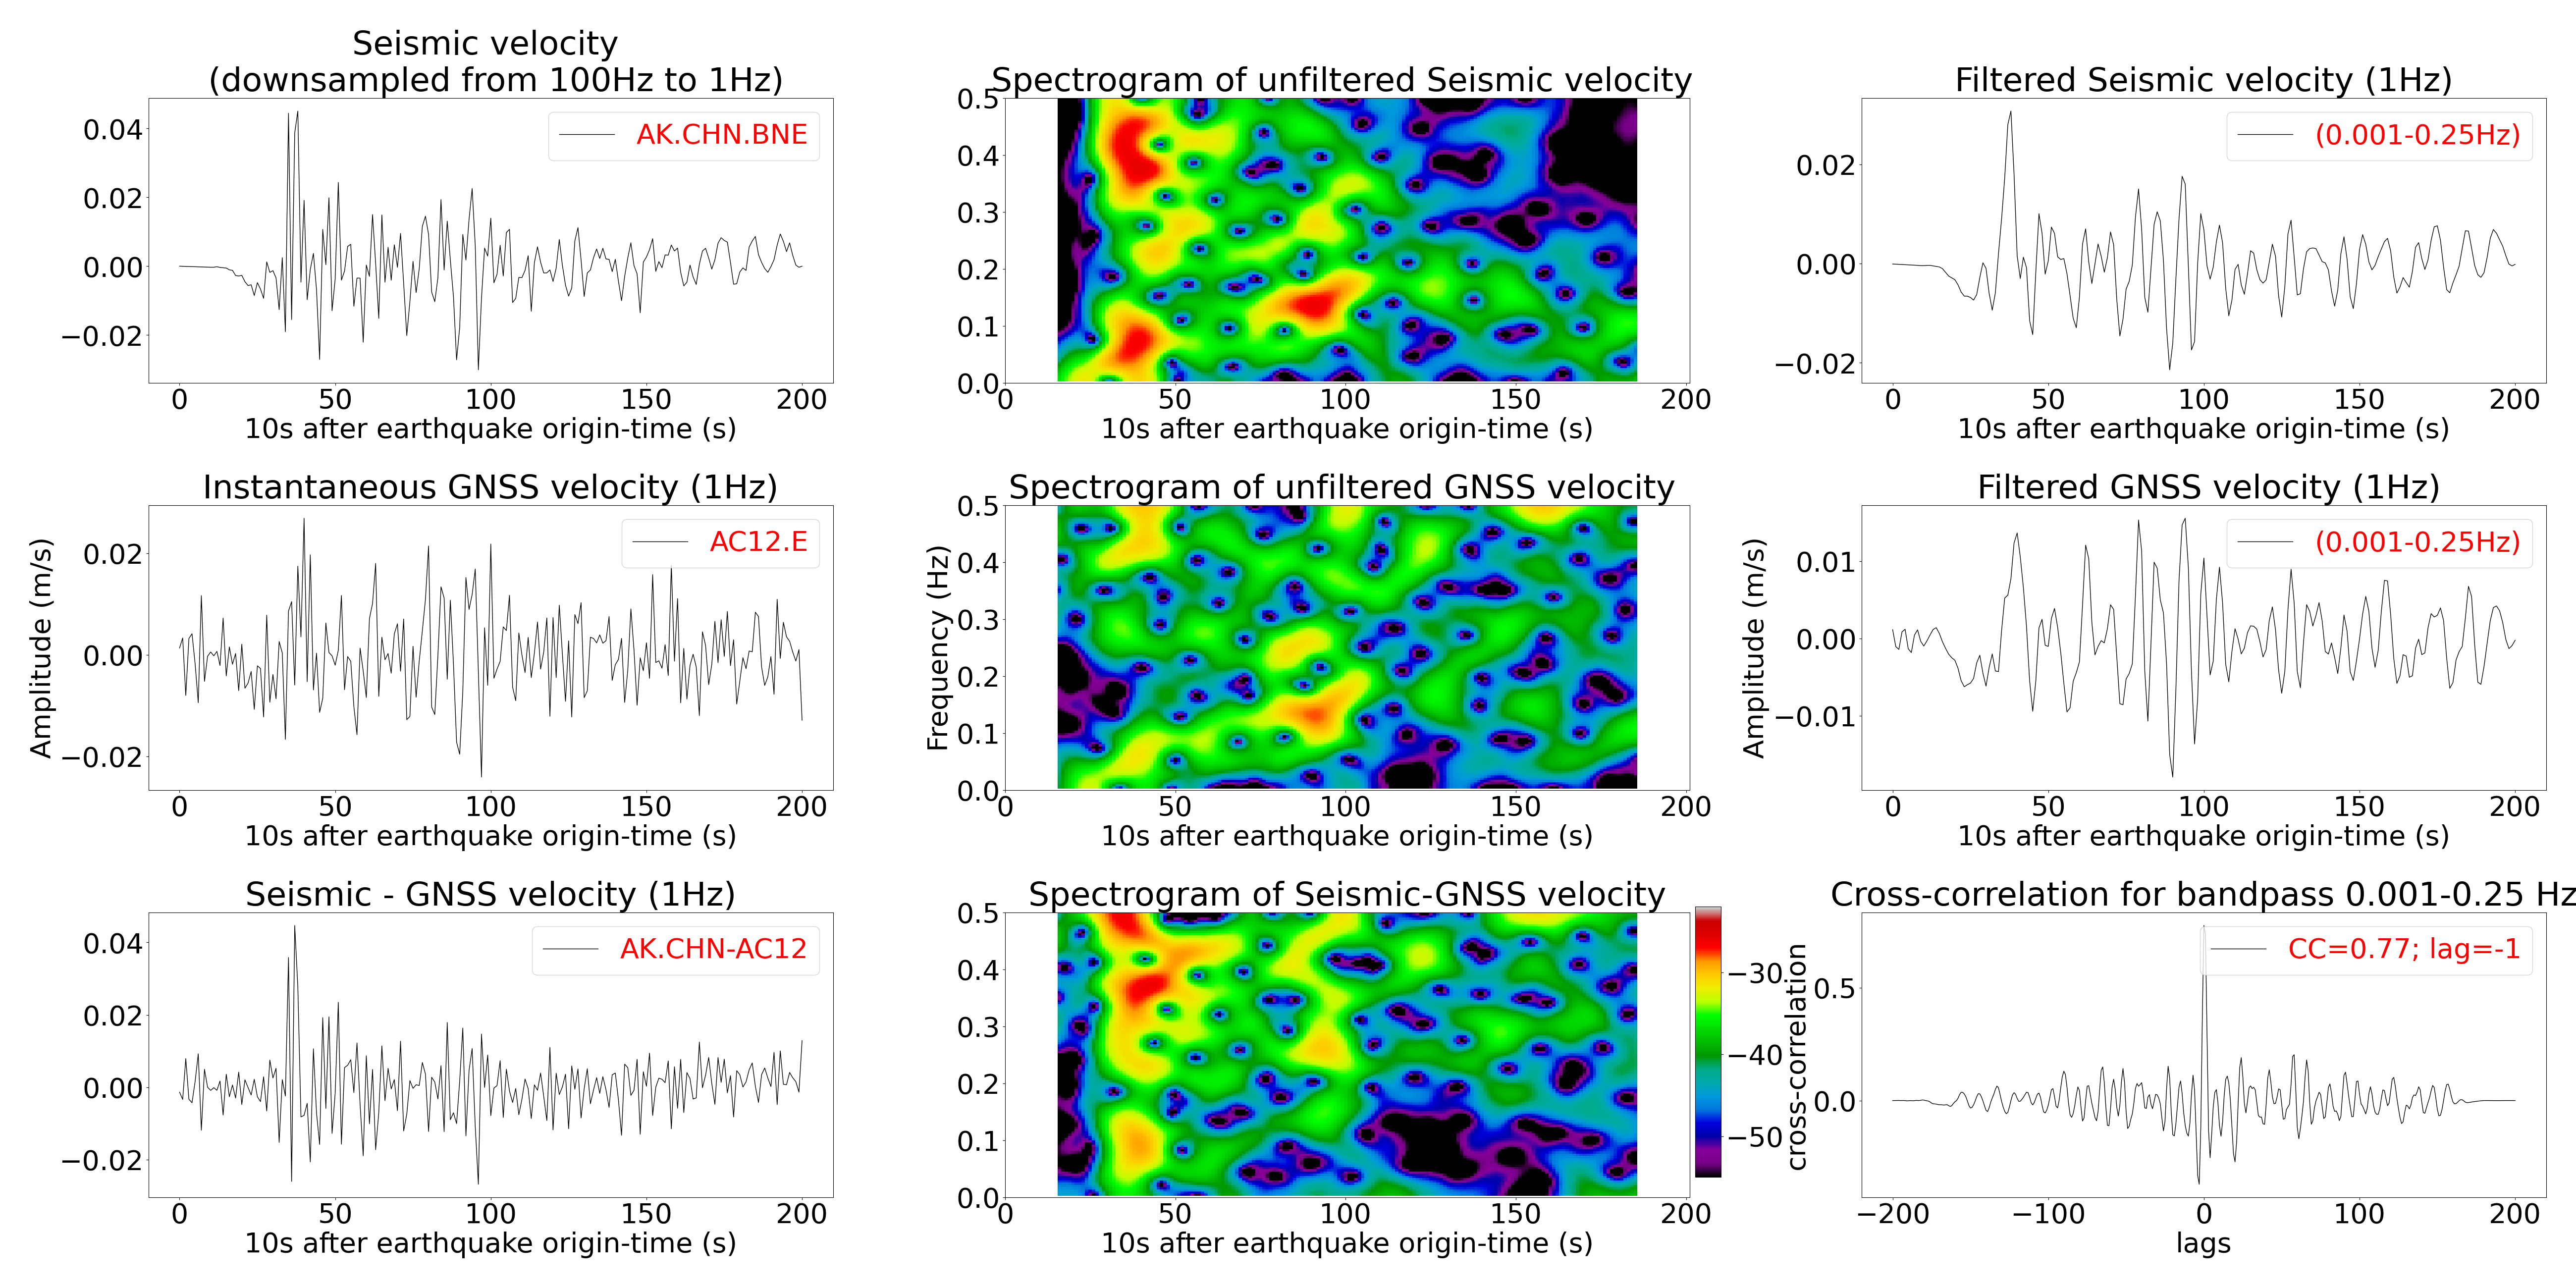 Seismic velocity
(downsampled from 100Hz to 1Hz)
0.04
0.02
0.00
−0.02
AK.CHN.BNE
0 50 100 150 200
10s after earthquake origin-time (s)
Spectrogram of unfiltered Seismic velocity
0.5
0.4
0.3
0.2
0.1
0.0
0 50 100 150 200
10s after earthquake origin-time (s)
Filtered Seismic velocity (1Hz)
0.02
0.00
−0.02
(0.001-0.25Hz)
0 50 100 150 200
10s after earthquake origin-time (s)
Instantaneous GNSS velocity (1Hz)
Amplitude (m/s)
0.02
0.00
−0.02
AC12.E
0 50 100 150 200
10s after earthquake origin-time (s)
Spectrogram of unfiltered GNSS velocity
Frequency (Hz)
0.5
0.4
0.3
0.2
0.1
0.0
0 50 100 150 200
10s after earthquake origin-time (s)
Filtered GNSS velocity (1Hz)
Amplitude (m/s)
0.01
0.00
−0.01
(0.001-0.25Hz)
0 50 100 150 200
10s after earthquake origin-time (s)
Seismic - GNSS velocity (1Hz)
0.04
0.02
0.00
−0.02
AK.CHN-AC12
0 50 100 150 200
10s after earthquake origin-time (s)
Spectrogram of Seismic-GNSS velocity
0.5
0.4
0.3
0.2
0.1
0.0
0 50 100 150 200
10s after earthquake origin-time (s)
−30
−40
−50
Cross-correlation for bandpass 0.001-0.25 Hz
cross-correlation
0.5
0.0
CC=0.77; lag=-1
−200 −100 0 100 200
lags